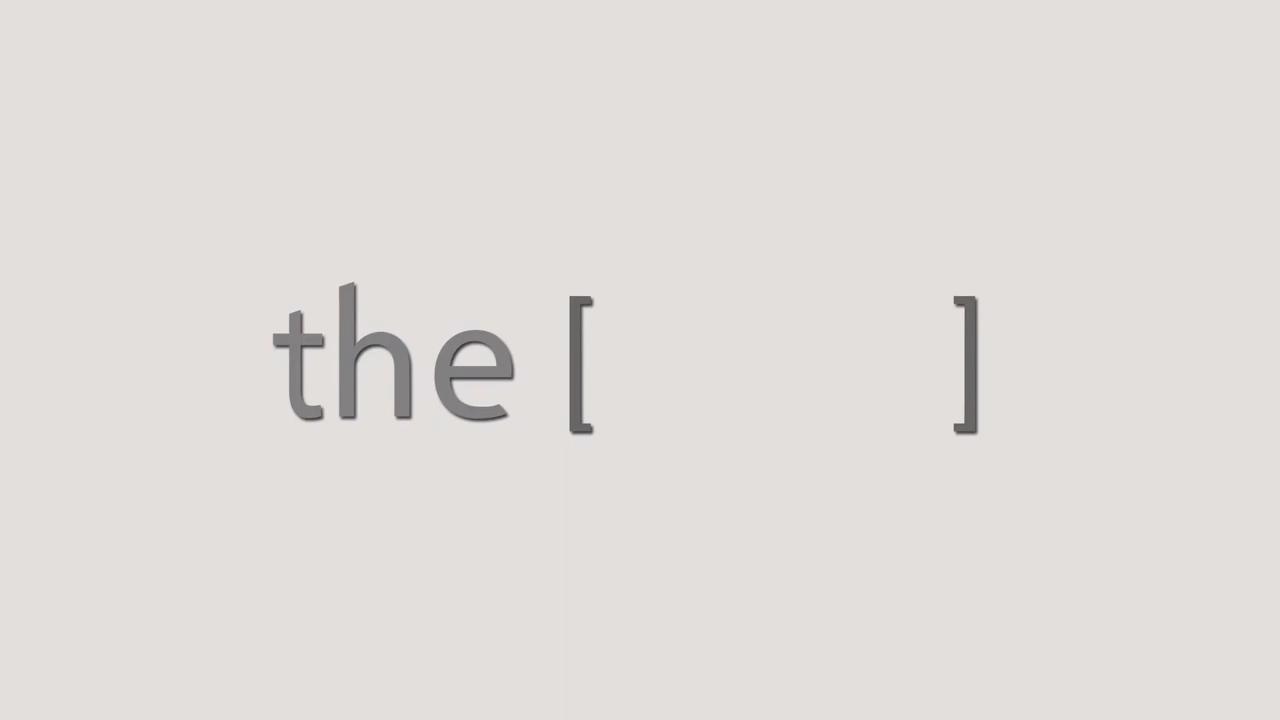 the [ ]